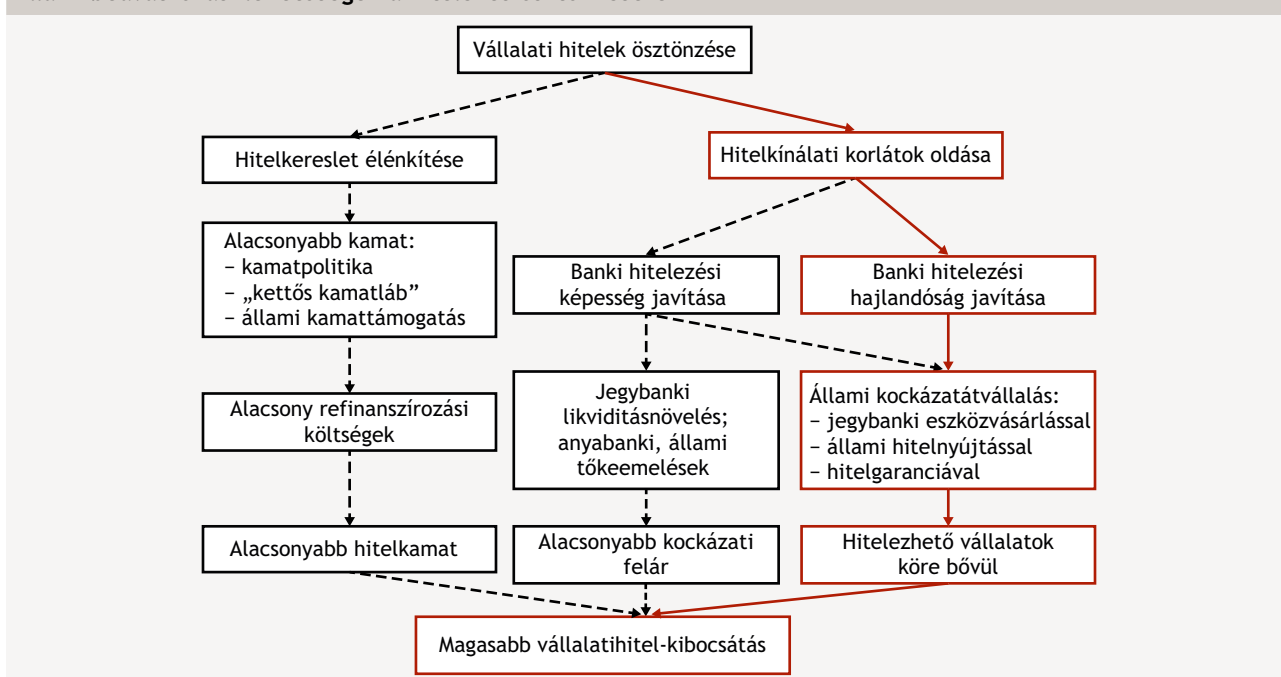 Vállalati hitelek ösztönzése
Hitelkereslet élénkítése
Hitelkínálati korlátok oldása
Alacsonyabb kamat:
– kamatpolitika
– „kettős kamatláb”
– állami kamattámogatás
Banki hitelezési
képesség javítása
Banki hitelezési
hajlandóság javítása
Alacsony refinanszírozási
költségek
Jegybanki
likviditásnövelés;
anyabanki, állami
tőkeemelések
Állami kockázatátvállalás:
– jegybanki eszközvásárlással
– állami hitelnyújtással
– hitelgaranciával
Alacsonyabb hitelkamat
Alacsonyabb kockázati
felár
Hitelezhető vállalatok
köre bővül
Magasabb vállalatihitel-kibocsátás